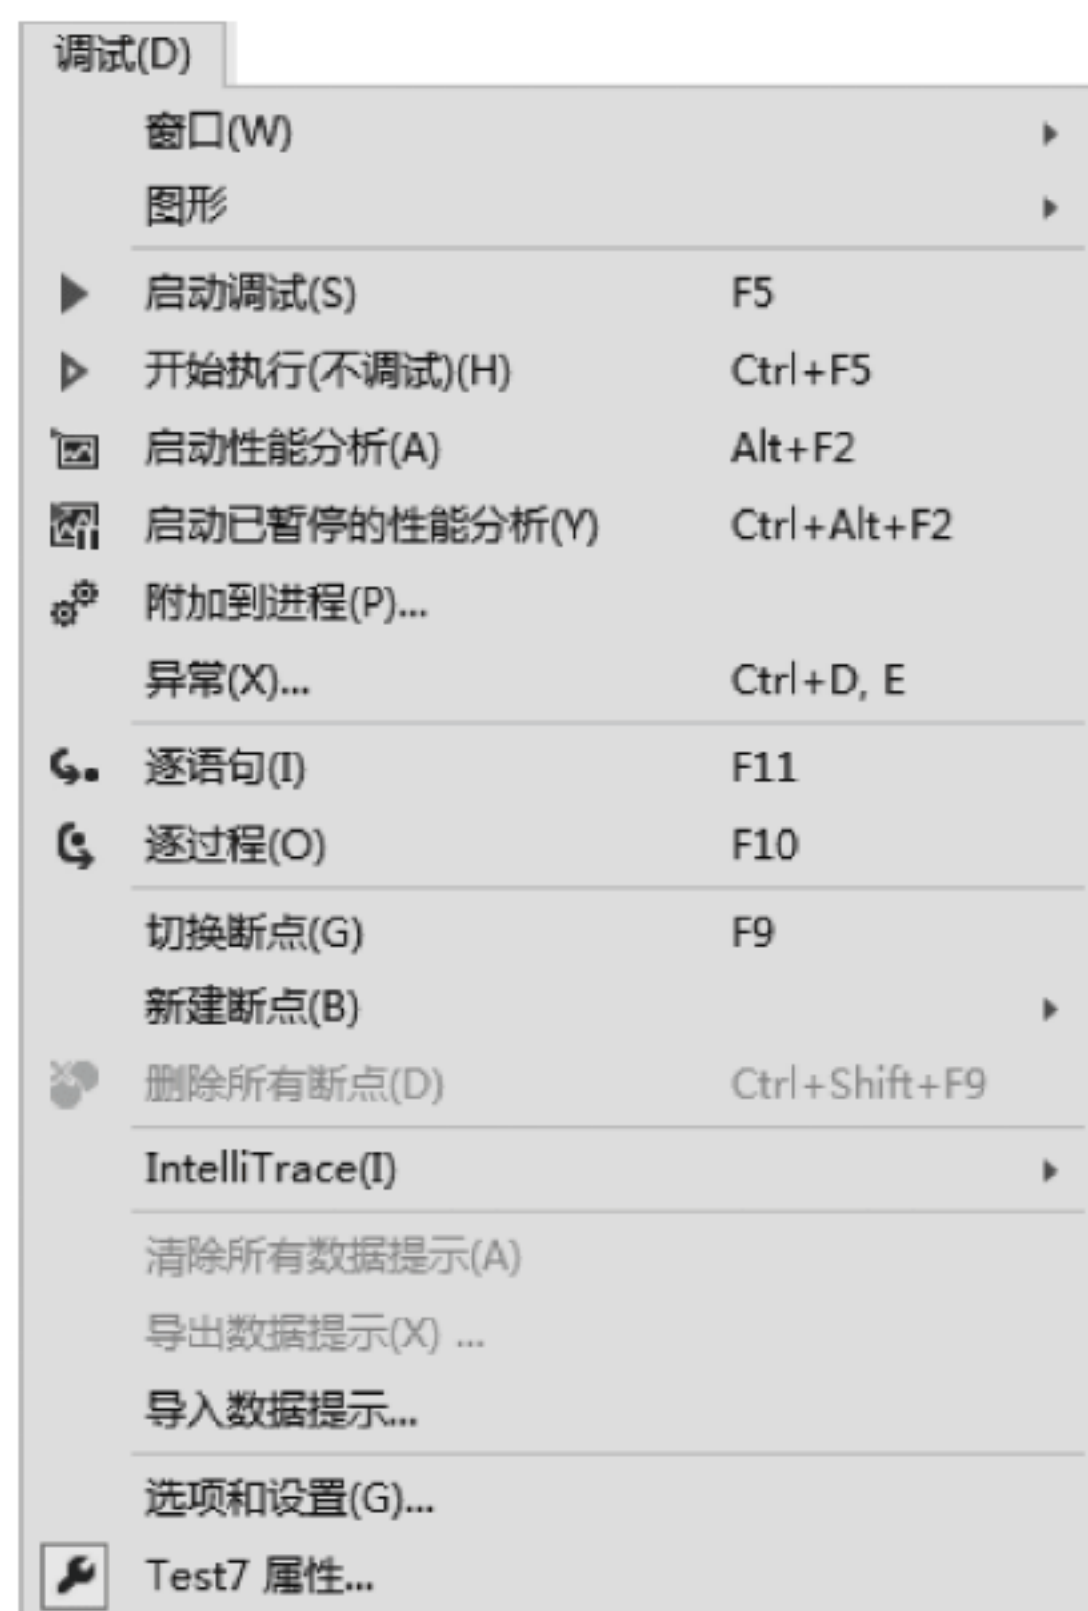 调试(D)
窗口(W)
图形
启动调试(S) F5
开始执行(不调试)(H) Ctrl+F5
启动性能分析(A) Alt+F2
启动已暂停的性能分析(Y) Ctrl+Alt+F2
附加到进程(P)...
异常(X)... Ctrl+D, E
逐语句(I) F11
逐过程(O) F10
切换断点(G) F9
新建断点(B)
删除所有断点(D) Ctrl+Shift+F9
IntelliTrace(I)
清除所有数据提示(A)
导出数据提示(X) ...
导入数据提示...
选项和设置(G)...
Test7 属性...